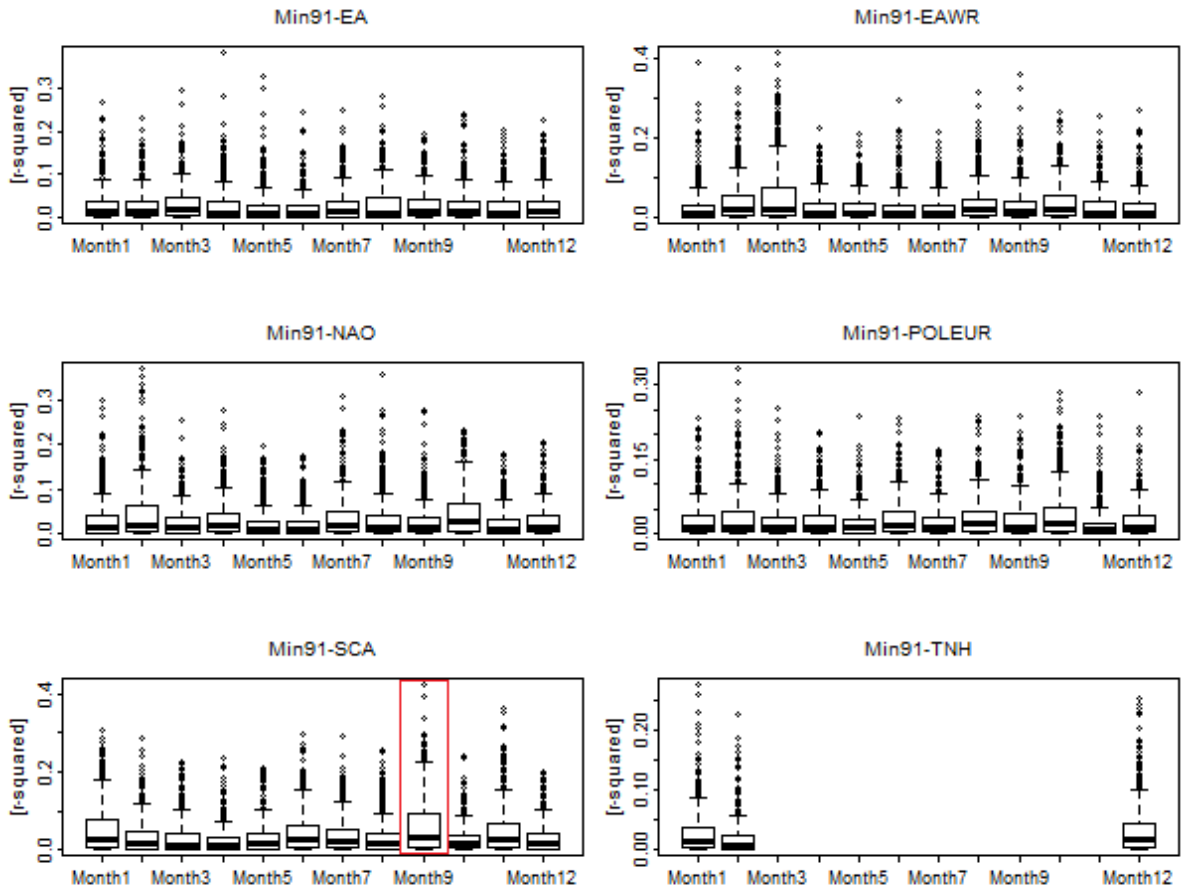 Min91-EA
[r-squared]
0.0 0.1 0.2 0.3
Month1 Month3 Month5 Month7 Month9 Month12
Min91-EAWR
[r-squared]
0.0 0.2 0.4
Month1 Month3 Month5 Month7 Month9 Month12
Min91-NAO
[r-squared]
0.0 0.1 0.2 0.3
Month1 Month3 Month5 Month7 Month9 Month12
Min91-POLEUR
[r-squared]
0.00 0.15 0.30
Month1 Month3 Month5 Month7 Month9 Month12
Min91-SCA
[r-squared]
0.0 0.2 0.4
Month1 Month3 Month5 Month7 Month9 Month12
Min91-TNH
[r-squared]
0.00 0.10 0.20
Month1 Month3 Month5 Month7 Month9 Month12